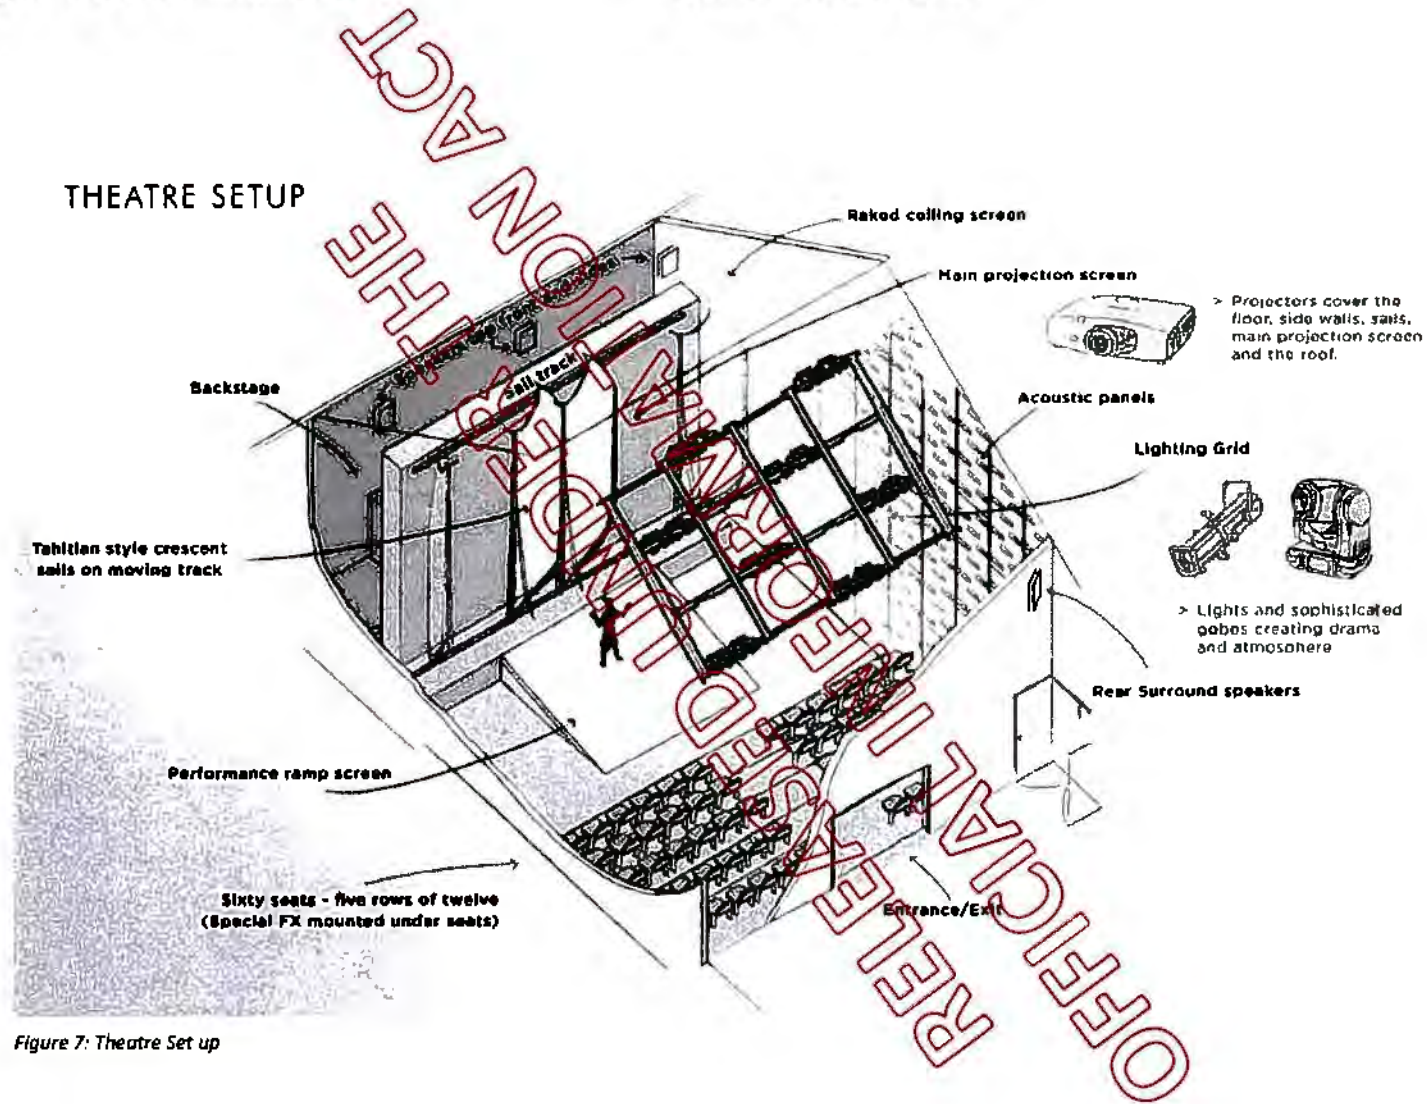 THEATRE SETUP
Raked ceiling screen
Main projection screen
> Projectors cover the
floor, side walls, sails,
main projection screen
and the roof.
Backstage
Sail track
Acoustic panels
Lighting Grid
Tahitian style crescent
sails on moving track
> Lights and sophisticated
gobos creating drama
and atmosphere
Rear Surround speakers
Performance ramp screen
Sixty seats - five rows of twelve
(Special FX mounted under seats)
Entrance/Exit
Figure 7: Theatre Set up
RELEASED UNDER THE
OFFICIAL INFORMATION ACT